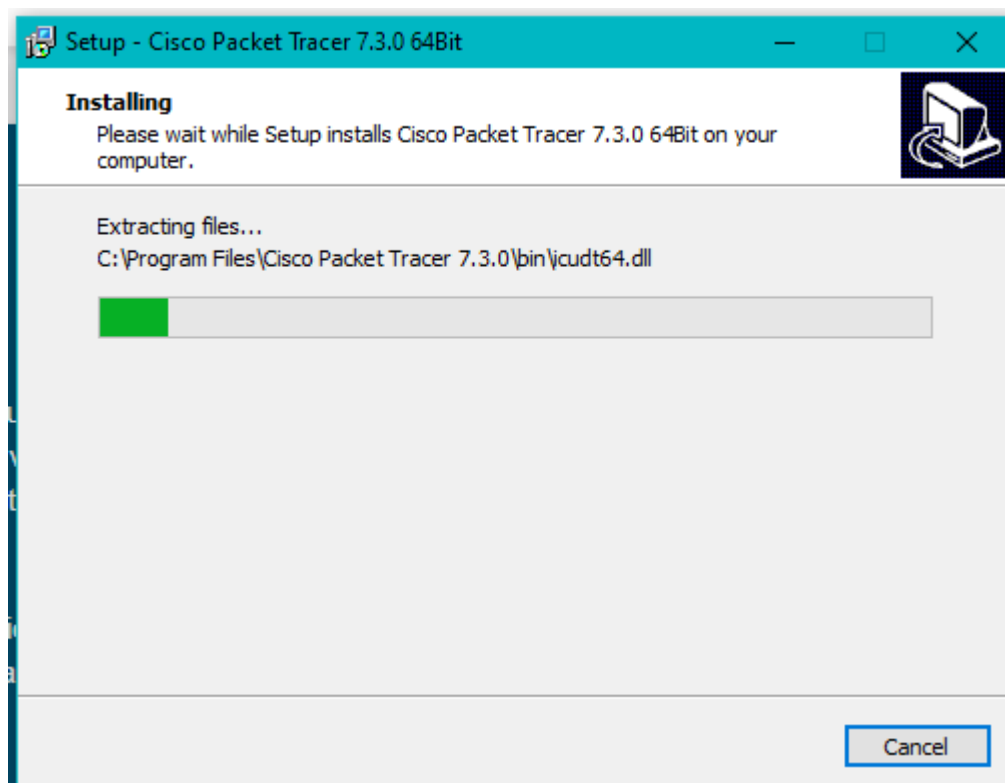 Setup - Cisco Packet Tracer 7.3.0 64Bit
Installing
Please wait while Setup installs Cisco Packet Tracer 7.3.0 64Bit on your
computer.
Extracting files...
C:\Program Files\Cisco Packet Tracer 7.3.0\bin\icudt64.dll
Cancel